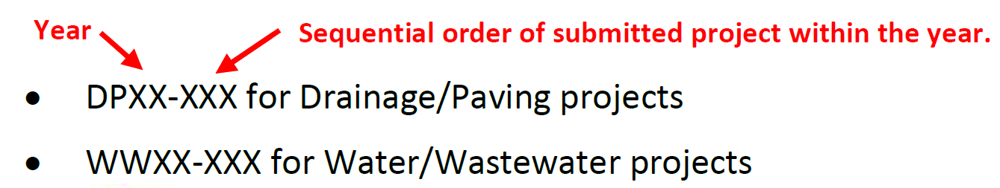 Year
Sequential order of submitted project within the year.
• DPXX-XXX for Drainage/Paving projects
• WWXX-XXX for Water/Wastewater projects